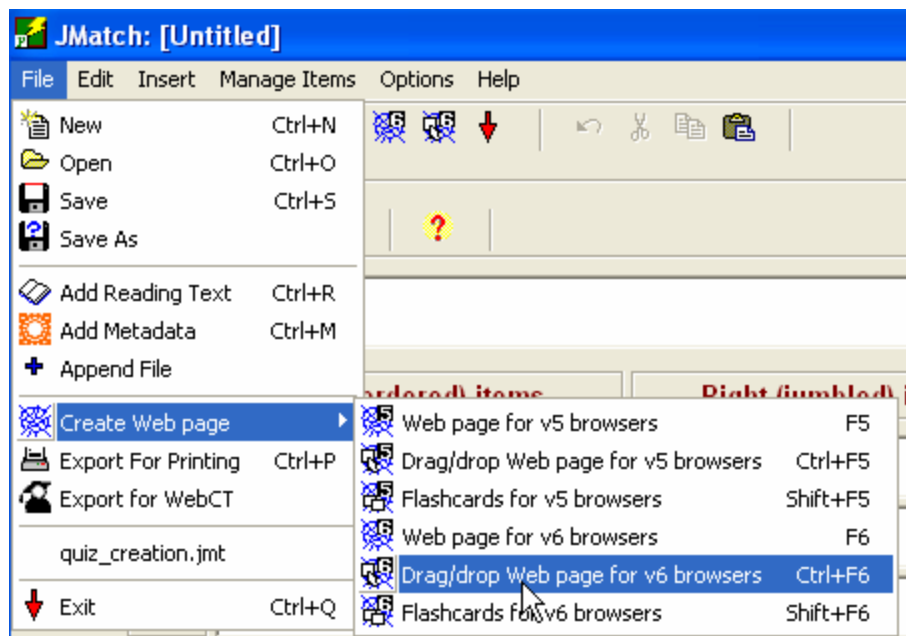 JMatch: [Untitled]
File Edit Insert Manage Items Options Help
New Ctrl+N
Open Ctrl+O
Save Ctrl+S
Save As
Add Reading Text Ctrl+R
Add Metadata Ctrl+M
Append File
ordered) items Right (jumbled) i
Create Web page
Export For Printing Ctrl+P
Export for WebCT
quiz_creation.jmt
Exit Ctrl+Q
Web page for v5 browsers F5
Drag/drop Web page for v5 browsers Ctrl+F5
Flashcards for v5 browsers Shift+F5
Web page for v6 browsers F6
Drag/drop Web page for v6 browsers Ctrl+F6
Flashcards for v6 browsers Shift+F6